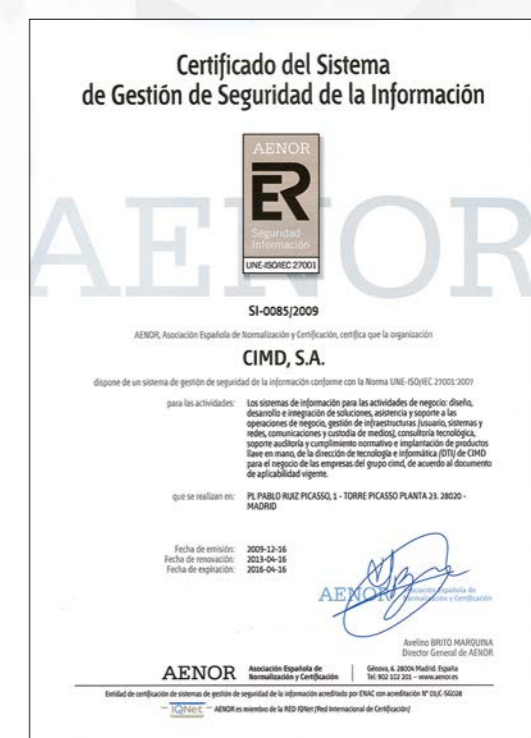 Certificado del Sistema
de Gestión de Seguridad de la Información
AENOR
AENOR
ER
Seguridad
Información
UNE-ISO/IEC 27001
SI-0085/2009
AENOR, Asociación Española de Normalización y Certificación, certifica que la organización
CIMD, S.A.
dispone de un sistema de gestión de seguridad de la información conforme con la Norma UNE-ISO/IEC 27001:2007
para las actividades: Los sistemas de información para las actividades de negocio: diseño,
desarrollo e integración de soluciones, asistencia y soporte a las
operaciones de negocio, gestión de infraestructuras (usuario, sistemas y
redes, comunicaciones y custodia de medios), consultoría tecnológica,
soporte auditoría y cumplimiento normativo e implantación de productos
llave en mano, de la dirección de tecnología e informática (DTI) de CIMD
para el negocio de las empresas del grupo cimd, de acuerdo al documento
de aplicabilidad vigente.
que se realizan en: PL PABLO RUIZ PICASSO, 1 - TORRE PICASSO PLANTA 23. 28020 -
MADRID
Fecha de emisión: 2009-12-16
Fecha de renovación: 2013-04-16
Fecha de expiración: 2016-04-16
AENOR Asociación Española de
Normalización y Certificación
Avelino BRITO MARQUINA
Director General de AENOR
AENOR Asociación Española de
Normalización y Certificación
Génova, 6. 28004 Madrid. España
Tel. 902 102 201 – www.aenor.es
Entidad de certificación de sistemas de gestión de seguridad de la información acreditada por ENAC con acreditación Nº 01/C-SG028
IQNet AENOR es miembro de la RED IQNet (Red Internacional de Certificación)